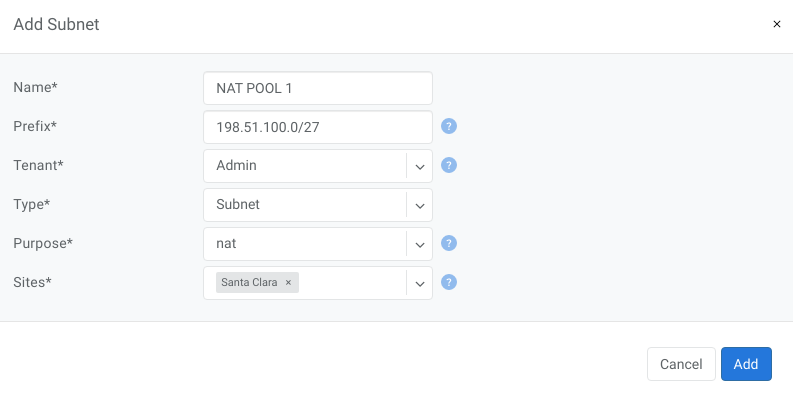 Add Subnet ×
Name* NAT POOL 1
Prefix* 198.51.100.0/27 ?
Tenant* Admin ?
Type* Subnet
Purpose* nat ?
Sites* Santa Clara × ?
Cancel Add